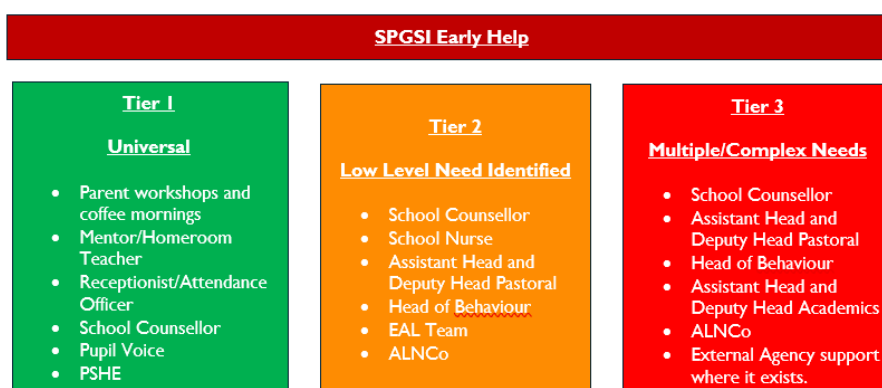 SPGSI Early Help
Tier 1
Universal
• Parent workshops and
coffee mornings
• Mentor/Homeroom
Teacher
• Receptionist/Attendance
Officer
• School Counsellor
• Pupil Voice
• PSHE
Tier 2
Low Level Need Identified
• School Counsellor
• School Nurse
• Assistant Head and
Deputy Head Pastoral
• Head of Behaviour
• EAL Team
• ALNCo
Tier 3
Multiple/Complex Needs
• School Counsellor
• Assistant Head and
Deputy Head Pastoral
• Head of Behaviour
• Assistant Head and
Deputy Head Academics
• ALNCo
• External Agency support
where it exists.